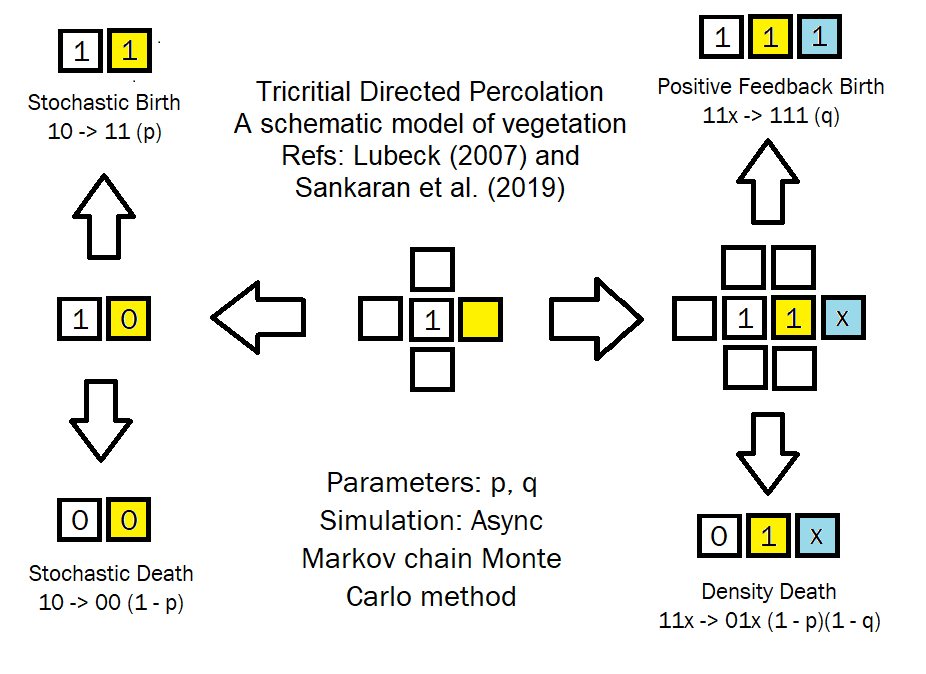 1 1
Stochastic Birth
10 -> 11 (p)
Tricritial Directed Percolation
A schematic model of vegetation
Refs: Lubeck (2007) and
Sankaran et al. (2019)
1 1 1
Positive Feedback Birth
11x -> 111 (q)
1 0
1
1 1 x
0 0
Stochastic Death
10 -> 00 (1 - p)
Parameters: p, q
Simulation: Async
Markov chain Monte
Carlo method
0 1 x
Density Death
11x -> 01x (1 - p)(1 - q)